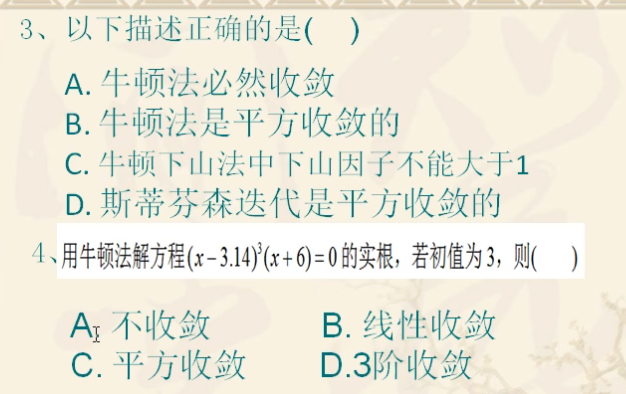 3、以下描述正确的是(  )
A. 牛顿法必然收敛
B. 牛顿法是平方收敛的
C. 牛顿下山法中下山因子不能大于1
D. 斯蒂芬森迭代是平方收敛的
4、用牛顿法解方程(x-3.14)³(x+6)=0的实根，若初值为3，则(  )
A. 不收敛 B. 线性收敛
C. 平方收敛 D.3阶收敛